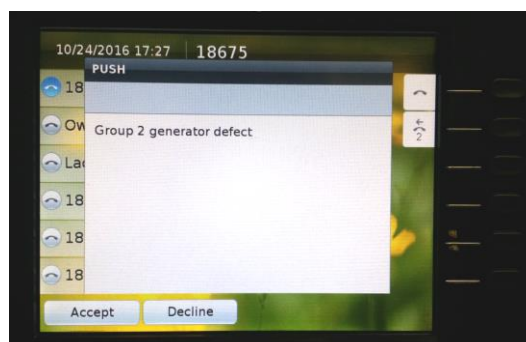 10/24/2016 17:27 18675
PUSH
18
Ow
Group 2 generator defect
2
Lac
18
18
18
Accept Decline